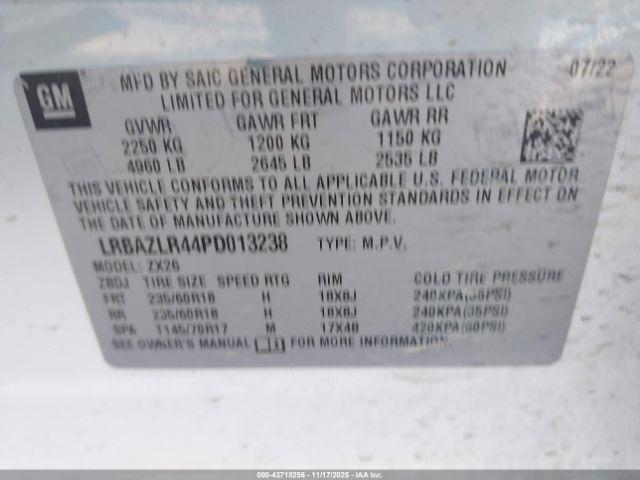 GM
MFD BY SAIC GENERAL MOTORS CORPORATION 07/22
LIMITED FOR GENERAL MOTORS LLC
GVWR GAWR FRT GAWR RR
2250 KG 1200 KG 1150 KG
4960 LB 2645 LB 2535 LB
THIS VEHICLE CONFORMS TO ALL APPLICABLE U.S. FEDERAL MOTOR
VEHICLE SAFETY AND THEFT PREVENTION STANDARDS IN EFFECT ON
THE DATE OF MANUFACTURE SHOWN ABOVE.
LRBAZLR44PD013238 TYPE: M.P.V.
MODEL: ZX26
ZBDJ TIRE SIZE SPEED RTG RIM COLD TIRE PRESSURE
FRT 235/60R18 H 18X8J 240KPA(35PSI)
RR 235/60R18 H 18X8J 240KPA(35PSI)
SPA T145/70R17 M 17X4B 420KPA(60PSI)
SEE OWNER'S MANUAL FOR MORE INFORMATION.
000-43718256 - 11/17/2025 - IAA Inc.